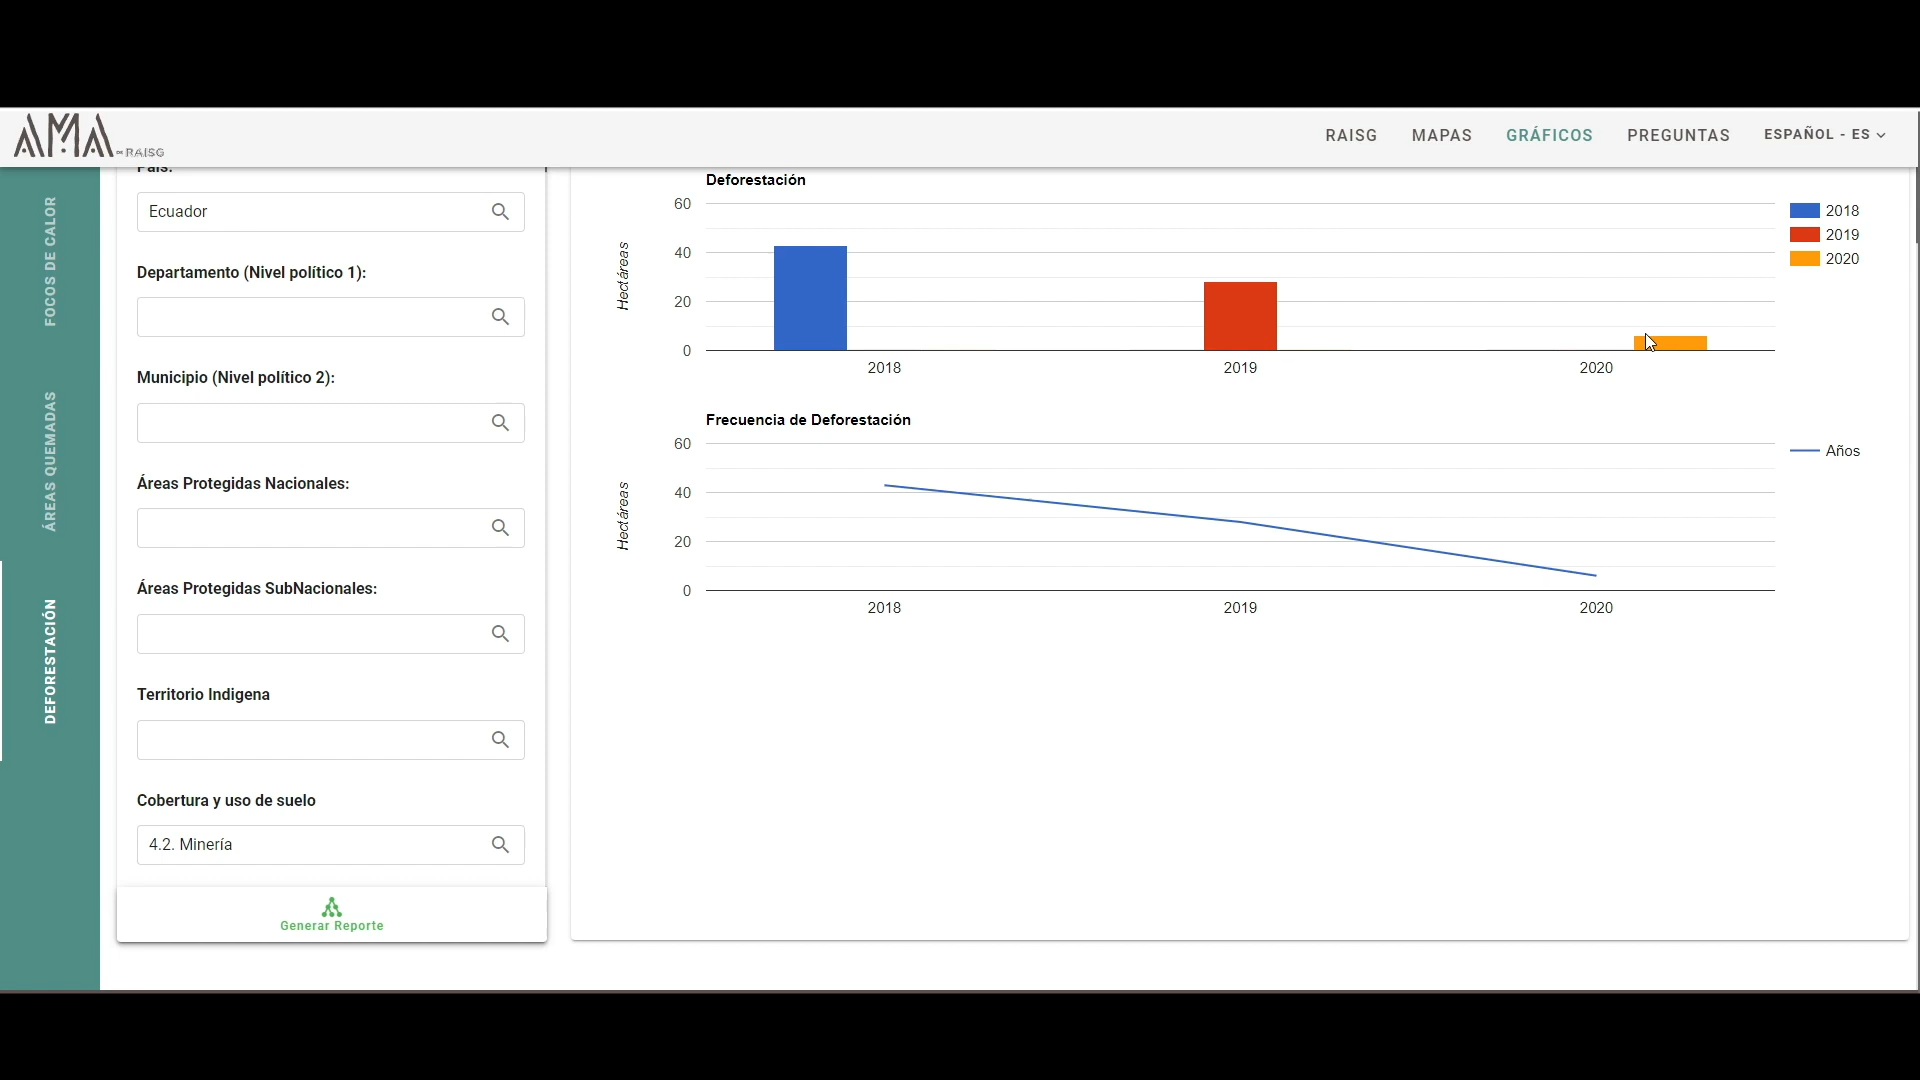 AMA
DE RAISG
RAISG
MAPAS
GRÁFICOS
PREGUNTAS
ESPAÑOL - ES
FOCOS DE CALOR
ÁREAS QUEMADAS
DEFORESTACIÓN
País:
Ecuador
Departamento (Nivel político 1):
Municipio (Nivel político 2):
Áreas Protegidas Nacionales:
Áreas Protegidas SubNacionales:
Territorio Indigena
Cobertura y uso de suelo
4.2. Minería
Generar Reporte
Deforestación
Hectáreas
60
40
20
0
2018
2019
2020
2018
2019
2020
Frecuencia de Deforestación
Hectáreas
60
40
20
0
2018
2019
2020
Años